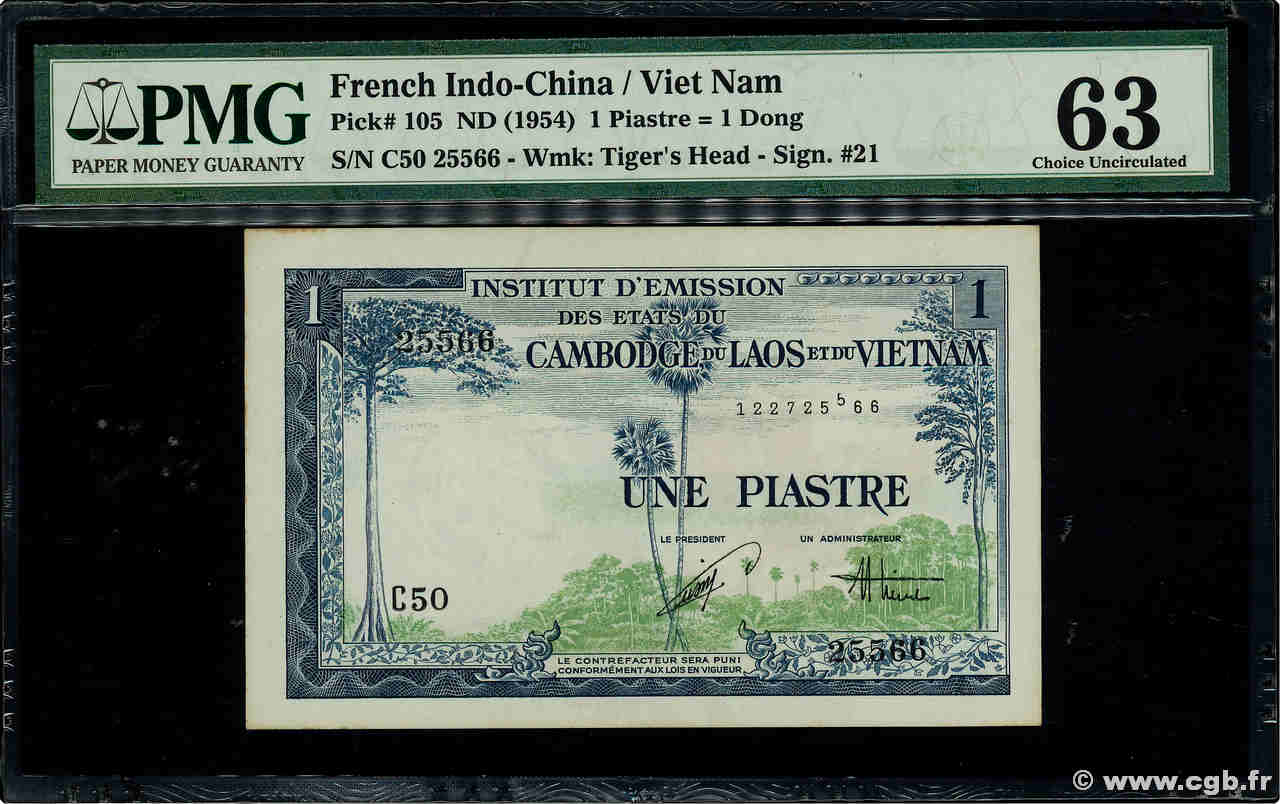 PMG
PAPER MONEY GUARANTY
French Indo-China / Viet Nam
Pick# 105 ND (1954) 1 Piastre = 1 Dong
S/N C50 25566 - Wmk: Tiger's Head - Sign. #21
63
Choice Uncirculated
1
INSTITUT D'EMISSION
1
DES ETATS DU
25566
CAMBODGE DU LAOS ET DU VIETNAM
122725 5 66
UNE PIASTRE
LE PRESIDENT
UN ADMINISTRATEUR
C50
25566
LE CONTREFACTEUR SERA PUNI
CONFORMÉMENT AUX LOIS EN VIGUEUR
© www.cgb.fr